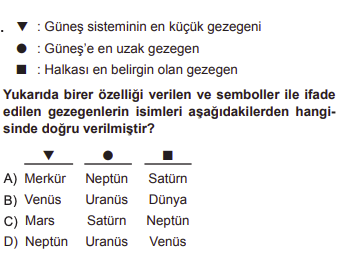 . ▼ : Güneş sisteminin en küçük gezegeni
● : Güneş'e en uzak gezegen
■ : Halkası en belirgin olan gezegen
Yukarıda birer özelliği verilen ve semboller ile ifade
edilen gezegenlerin isimleri aşağıdakilerden hangi-
sinde doğru verilmiştir?
▼ ● ■
A) Merkür Neptün Satürn
B) Venüs Uranüs Dünya
C) Mars Satürn Neptün
D) Neptün Uranüs Venüs